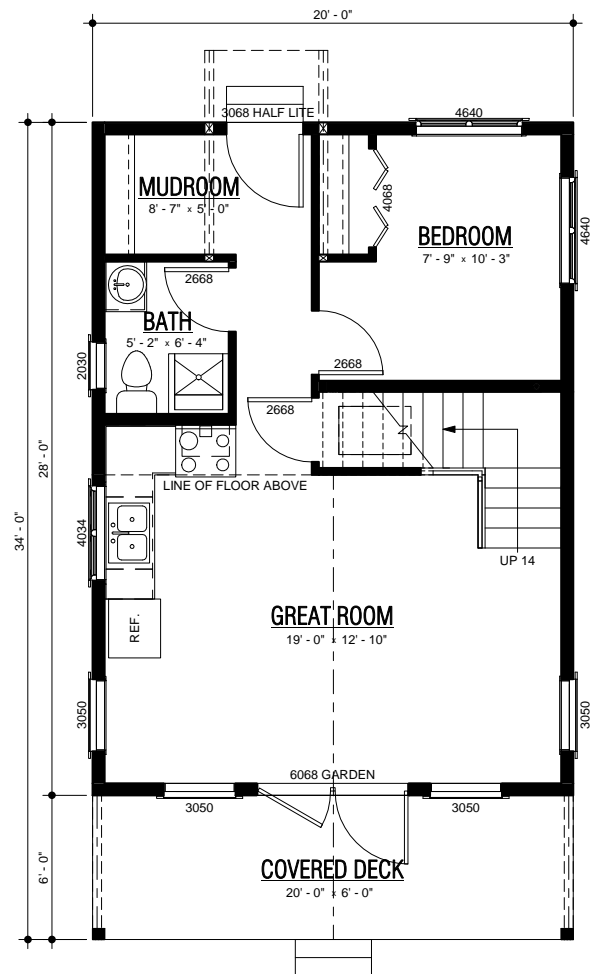 20' - 0"
3068 HALF LITE
4640
MUDROOM
8' - 7" x 5' - 0"
4068
BEDROOM
7' - 9" x 10' - 3"
4640
2668
BATH
5' - 2" x 6' - 4"
2030
2668
2668
28' - 0"
34' - 0"
N
LINE OF FLOOR ABOVE
4034
UP 14
REF.
GREAT ROOM
19' - 0" x 12' - 10"
3050
3050
6068 GARDEN
3050
3050
6' - 0"
COVERED DECK
20' - 0" x 6' - 0"